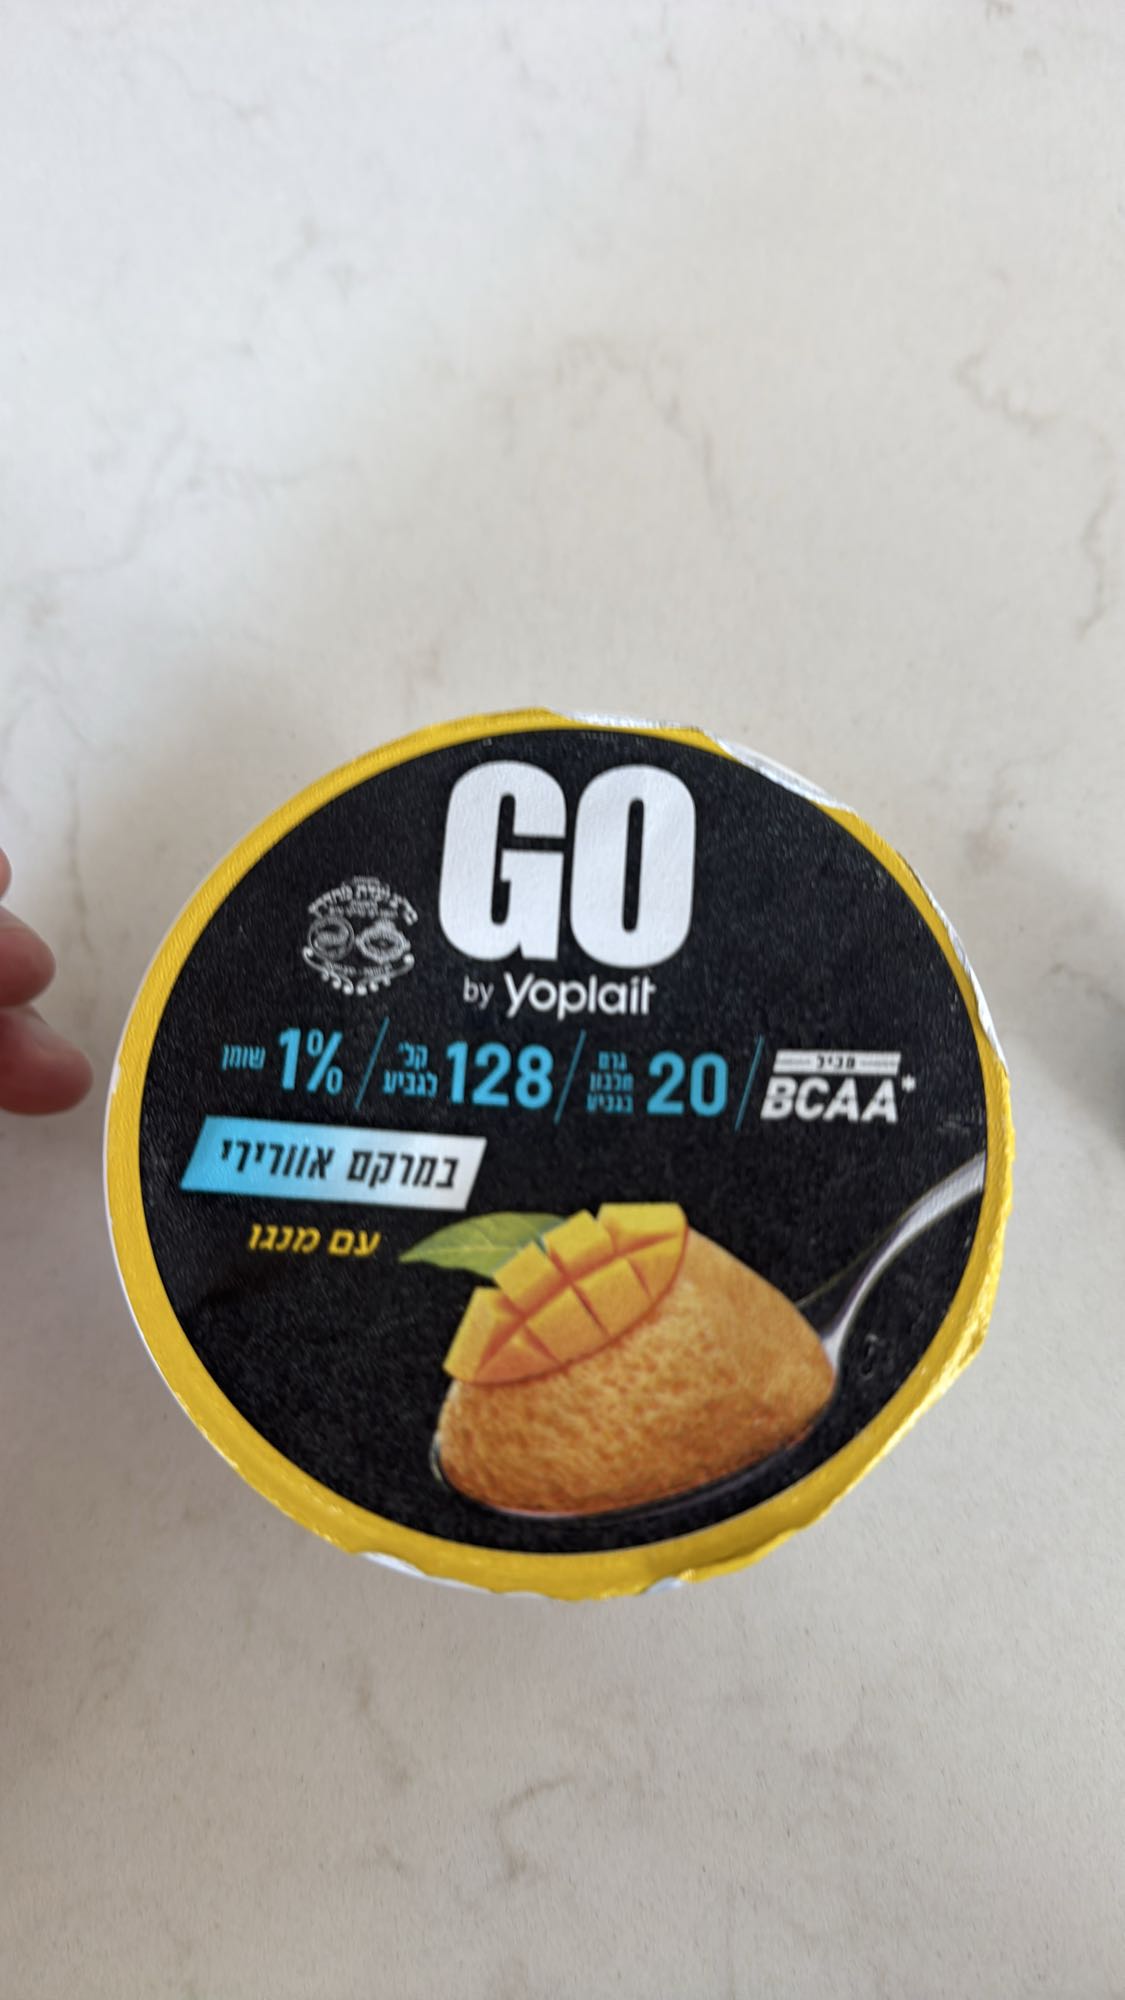 GO
by Yoplait
מכיל
BCAA*
20 גרם חלבון בגביע
128 קל׳ לגביע
1% שומן
במרקם אוורירי
עם מנגו